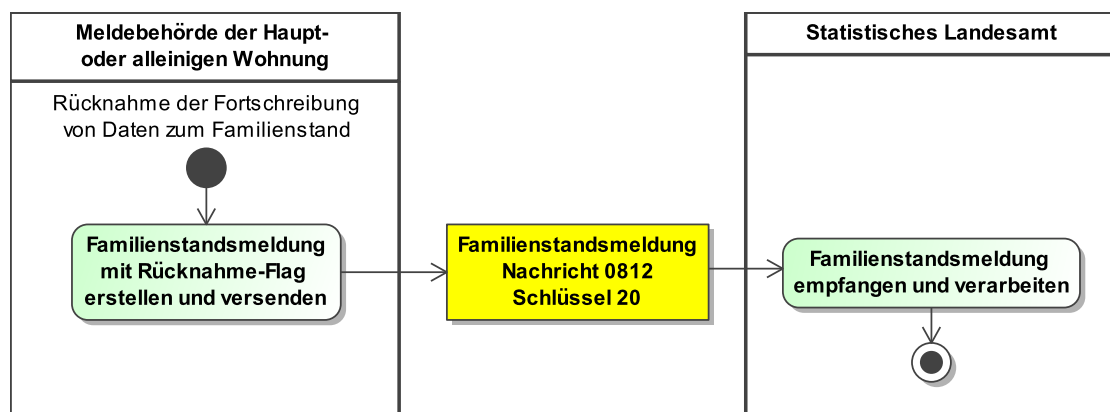 Meldebehörde der Haupt-
oder alleinigen Wohnung
Statistisches Landesamt
Rücknahme der Fortschreibung
von Daten zum Familienstand
Familienstandsmeldung
mit Rücknahme-Flag
erstellen und versenden
Familienstandsmeldung
Nachricht 0812
Schlüssel 20
Familienstandsmeldung
empfangen und verarbeiten